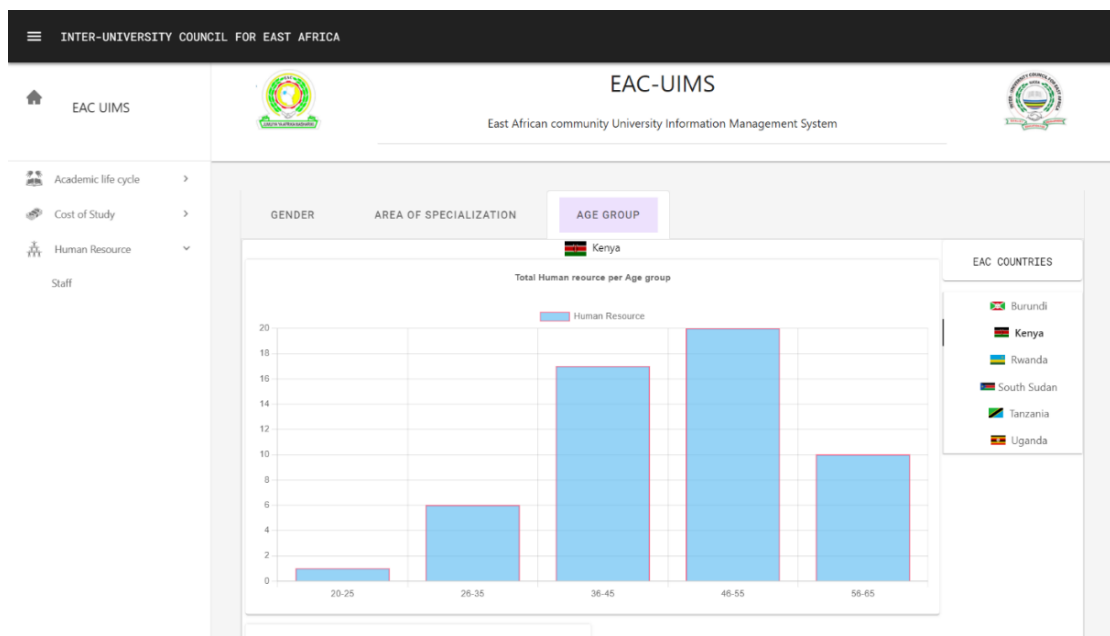 INTER-UNIVERSITY COUNCIL FOR EAST AFRICA
EAC UIMS
EAC-UIMS
East African community University Information Management System
Academic life cycle
Cost of Study
Human Resource
Staff
GENDER AREA OF SPECIALIZATION AGE GROUP
Kenya
Total Human reource per Age group
Human Resource
20
18
16
14
12
10
8
6
4
2
0
20-25 26-35 36-45 46-55 56-65
EAC COUNTRIES
Burundi
Kenya
Rwanda
South Sudan
Tanzania
Uganda